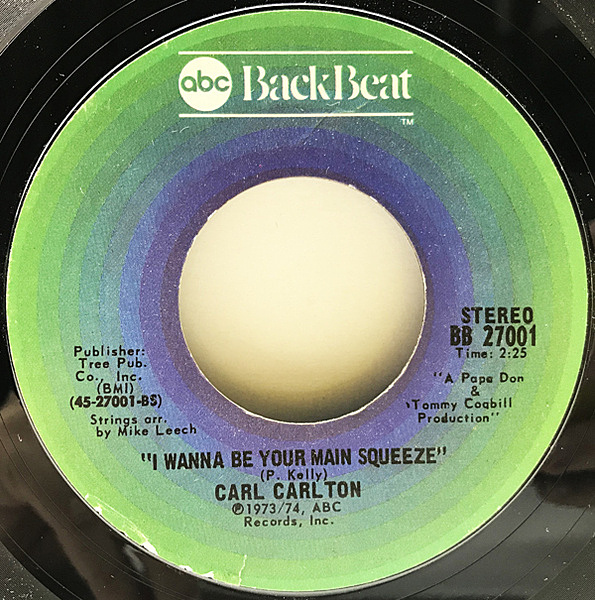 abc BackBeat
TM
STEREO
BB 27001
Time: 2:25
"A Papa Don
&
Tommy Cogbill
Production"
Publisher:
Tree Pub.
Co., Inc.
(BMI)
(45-27001-BS)
Strings arr.
by Mike Leech
"I WANNA BE YOUR MAIN SQUEEZE"
(P. Kelly)
CARL CARLTON
℗1973/74, ABC
Records, Inc.